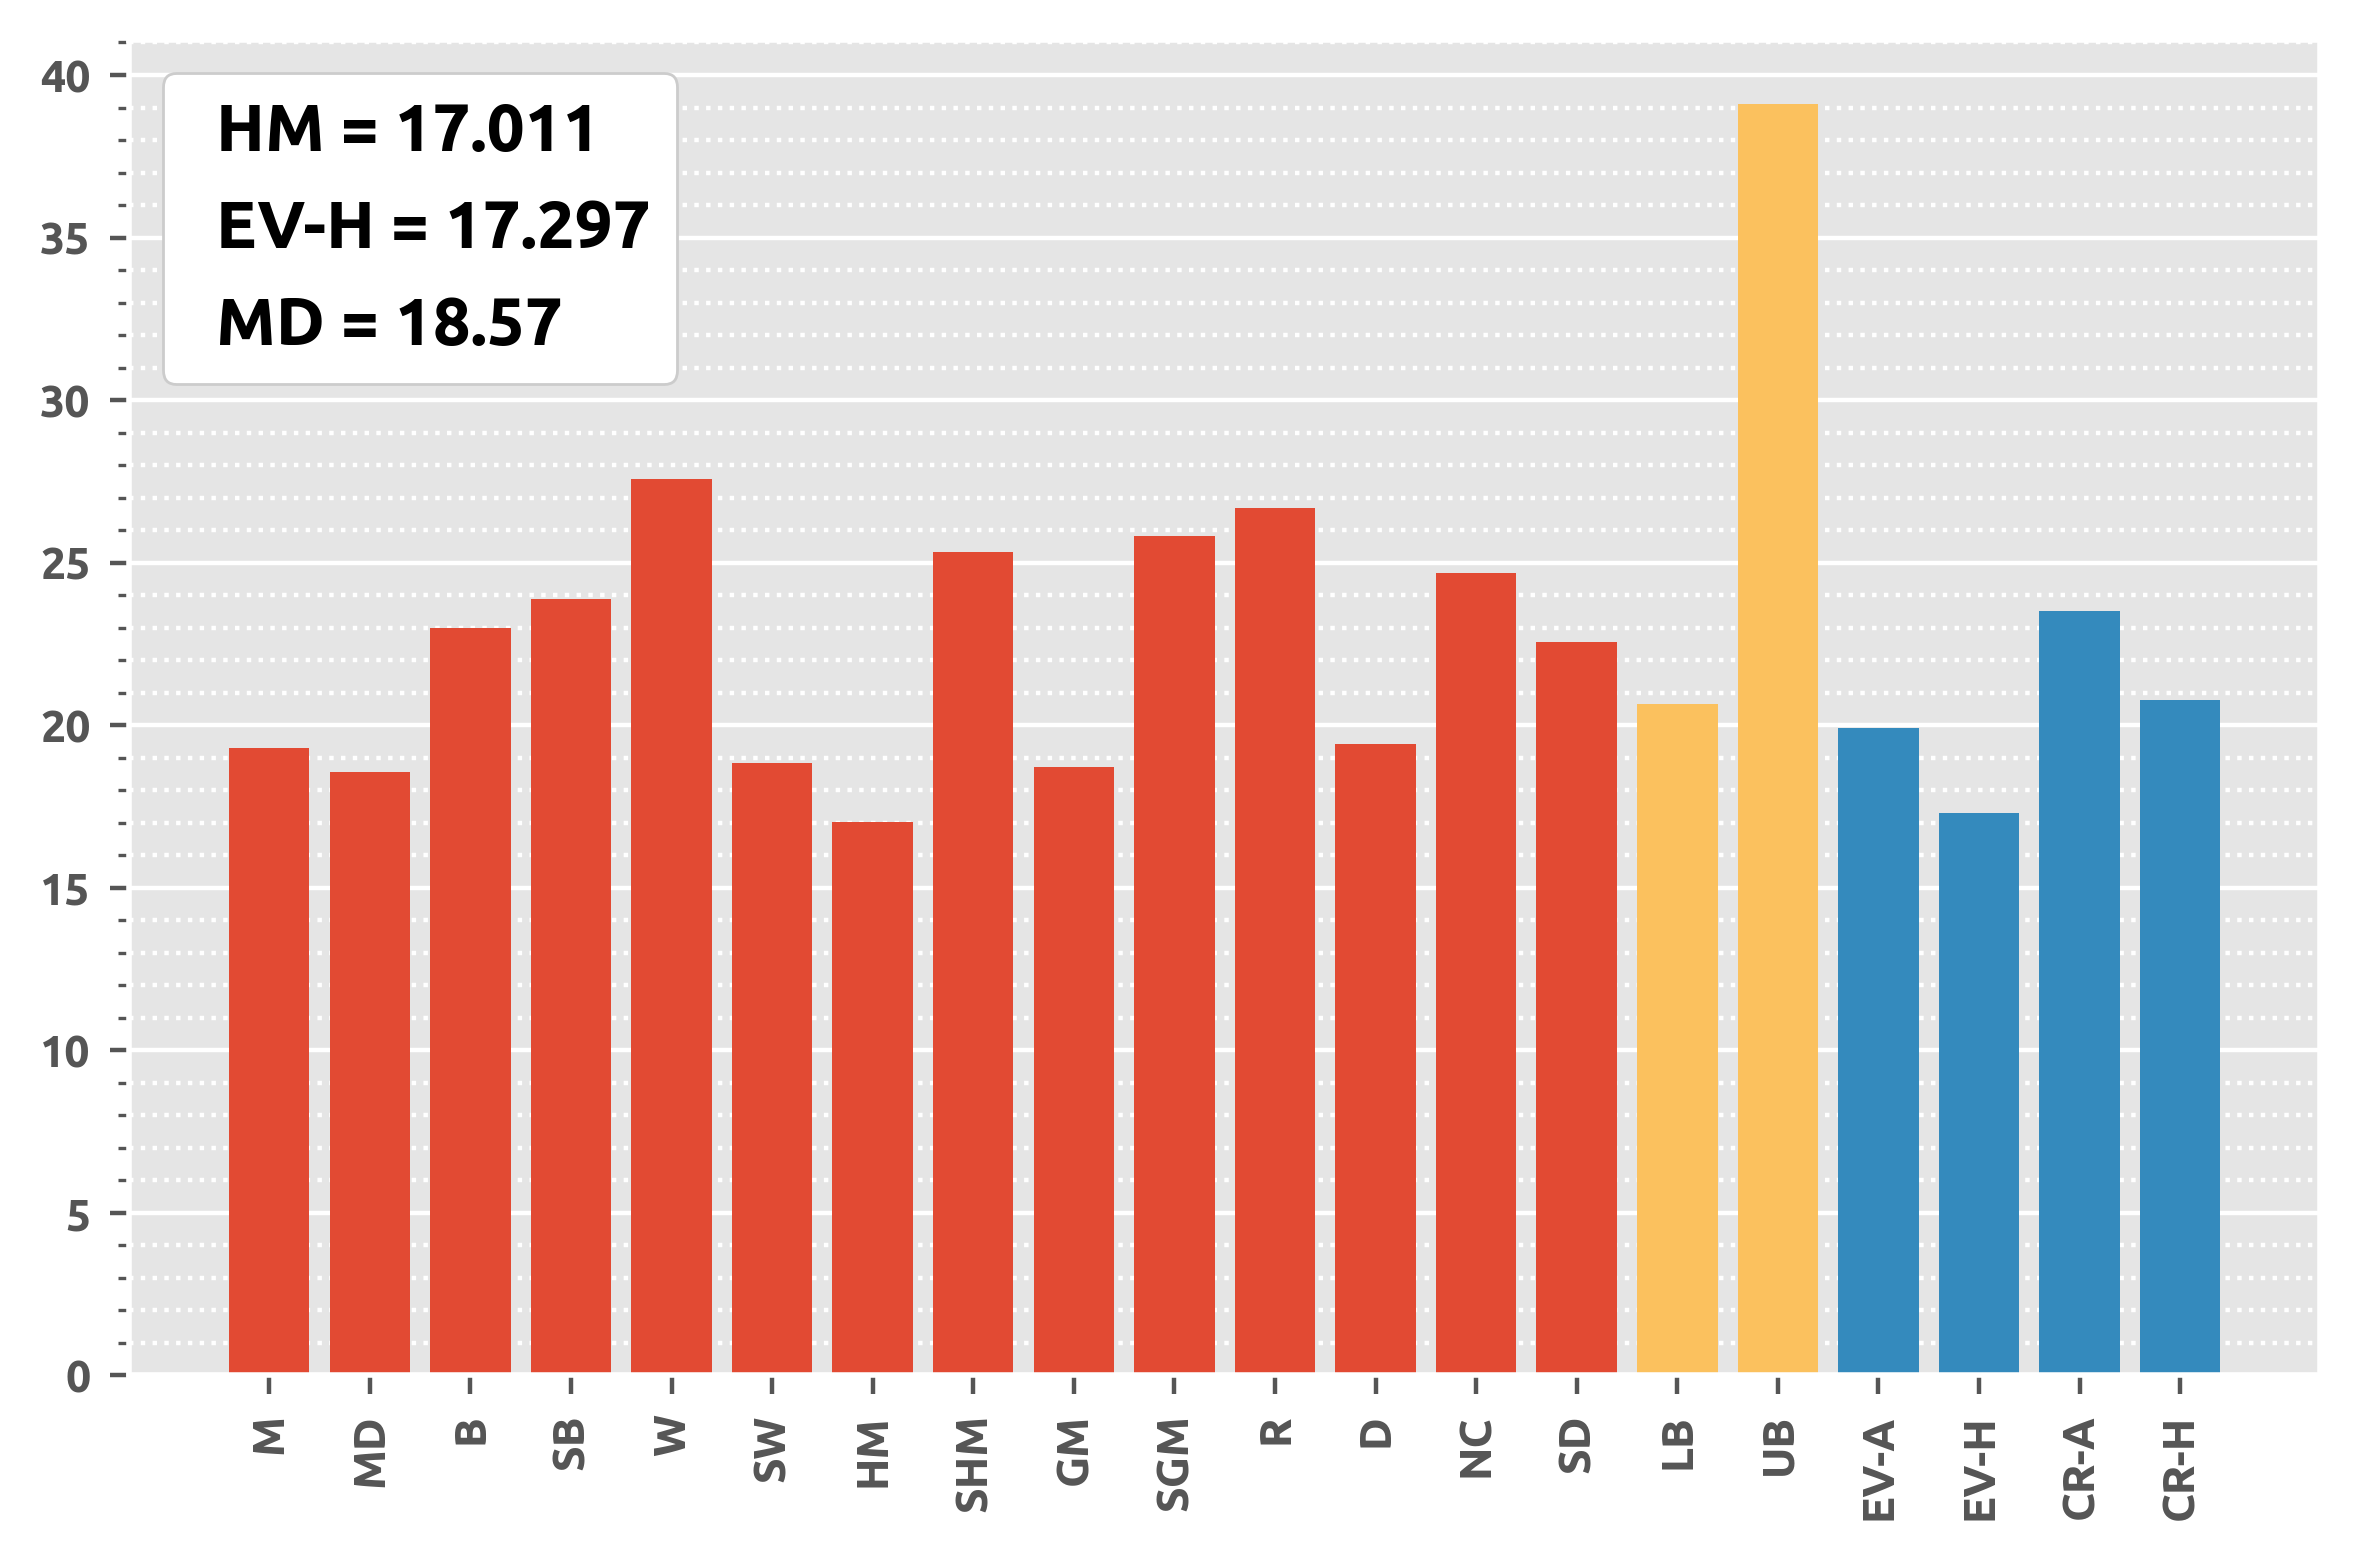 HM = 17.011
EV-H = 17.297
MD = 18.57
40
35
30
25
20
15
10
5
0
M
MD
B
SB
W
SW
HM
SHM
GM
SGM
R
D
NC
SD
LB
UB
EV-A
EV-H
CR-A
CR-H